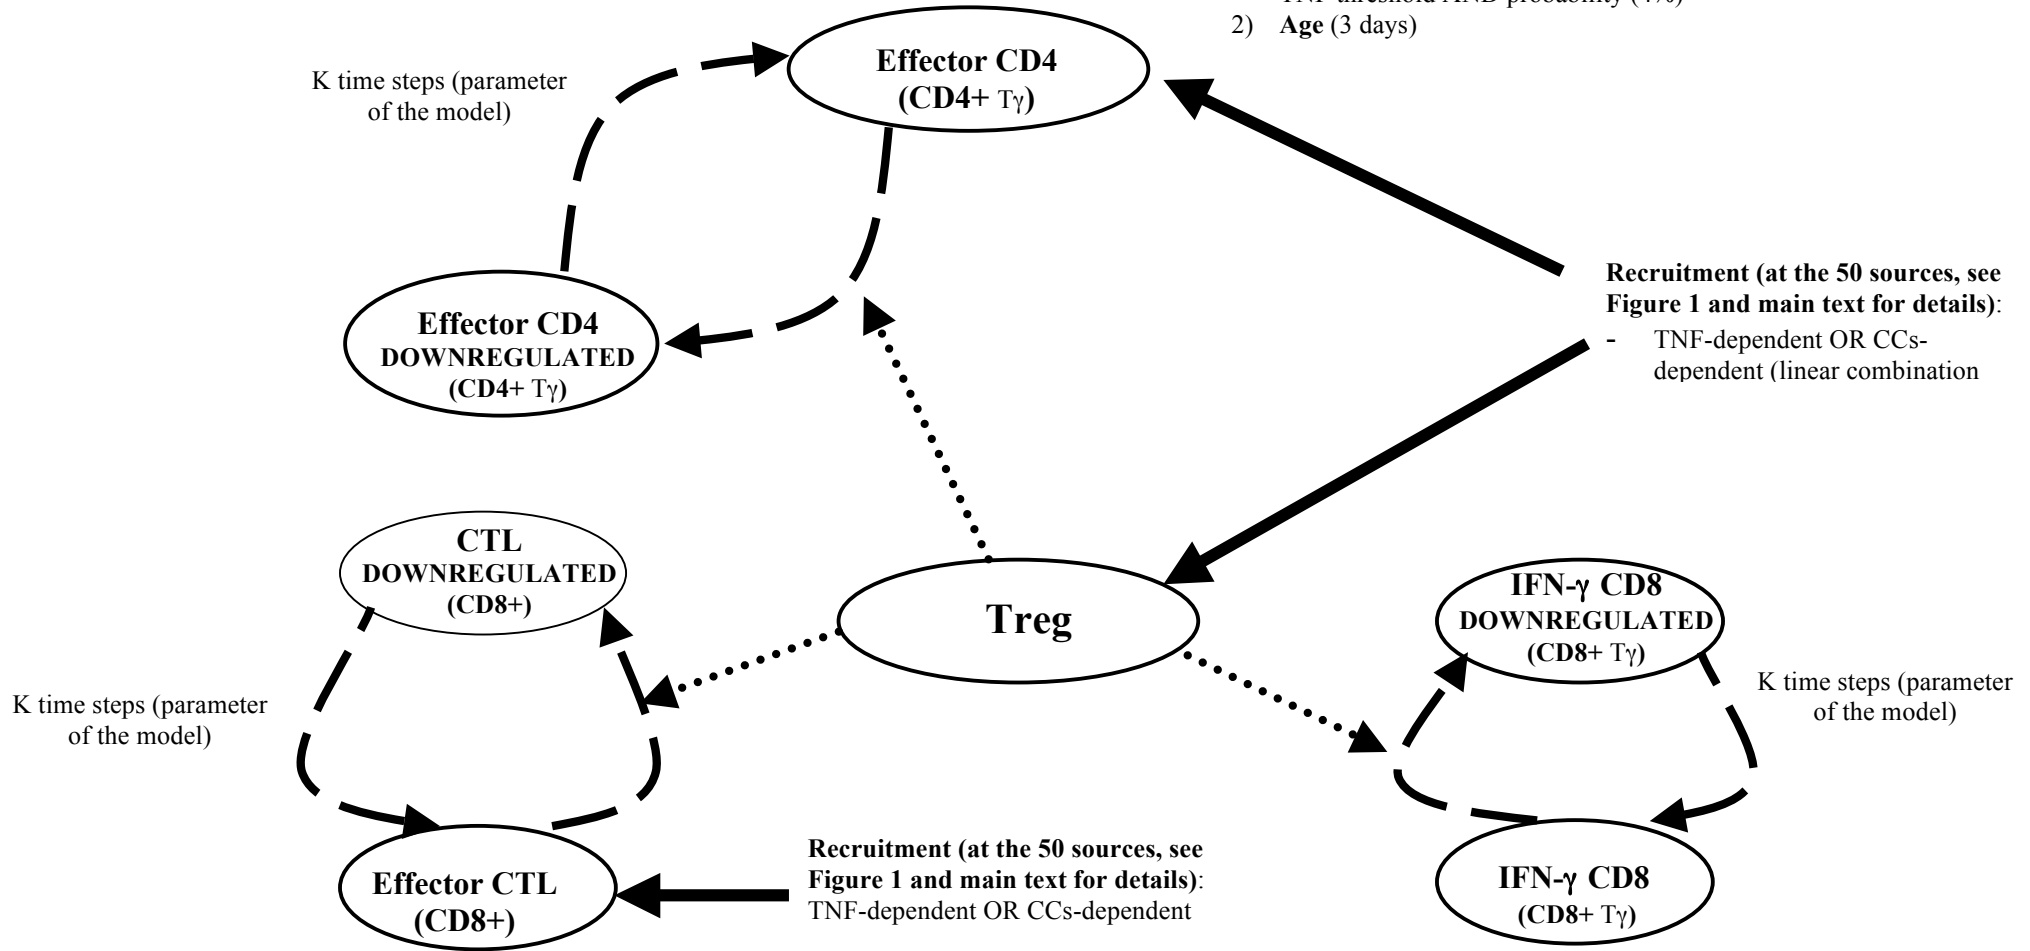 TNF threshold AND probability (4%)
2) Age (3 days)
Effector CD4
(CD4+ Tγ)
K time steps (parameter
of the model)
Recruitment (at the 50 sources, see
Figure 1 and main text for details):
- TNF-dependent OR CCs-
dependent (linear combination
Effector CD4
DOWNREGULATED
(CD4+ Tγ)
CTL
DOWNREGULATED
(CD8+)
Treg
IFN-γ CD8
DOWNREGULATED
(CD8+ Tγ)
K time steps (parameter
of the model)
K time steps (parameter
of the model)
Effector CTL
(CD8+)
Recruitment (at the 50 sources, see
Figure 1 and main text for details):
TNF-dependent OR CCs-dependent
IFN-γ CD8
(CD8+ Tγ)